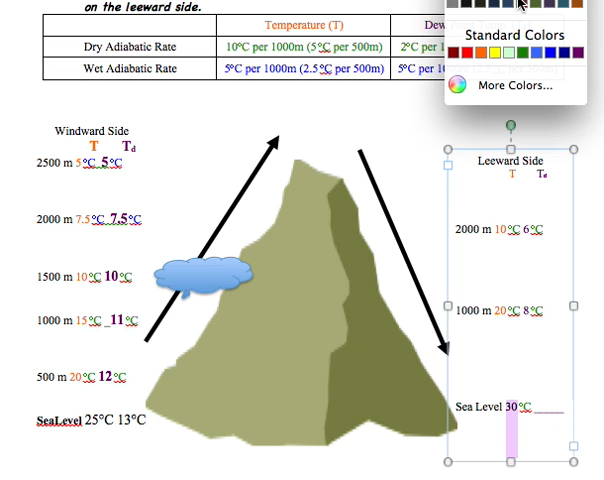 on the leeward side.
Temperature (T)
Dry Adiabatic Rate 10°C per 1000m (5°C per 500m) 2°C per
Wet Adiabatic Rate 5°C per 1000m (2.5°C per 500m) 5°C per
Standard Colors
More Colors...
Windward Side
T Td
2500 m 5°C 5°C
2000 m 7.5°C 7.5°C
1500 m 10°C 10°C
1000 m 15°C _11°C
500 m 20°C 12°C
SeaLevel 25°C 13°C
Leeward Side
T Td
2000 m 10°C 6°C
1000 m 20°C 8°C
Sea Level 30°C _____